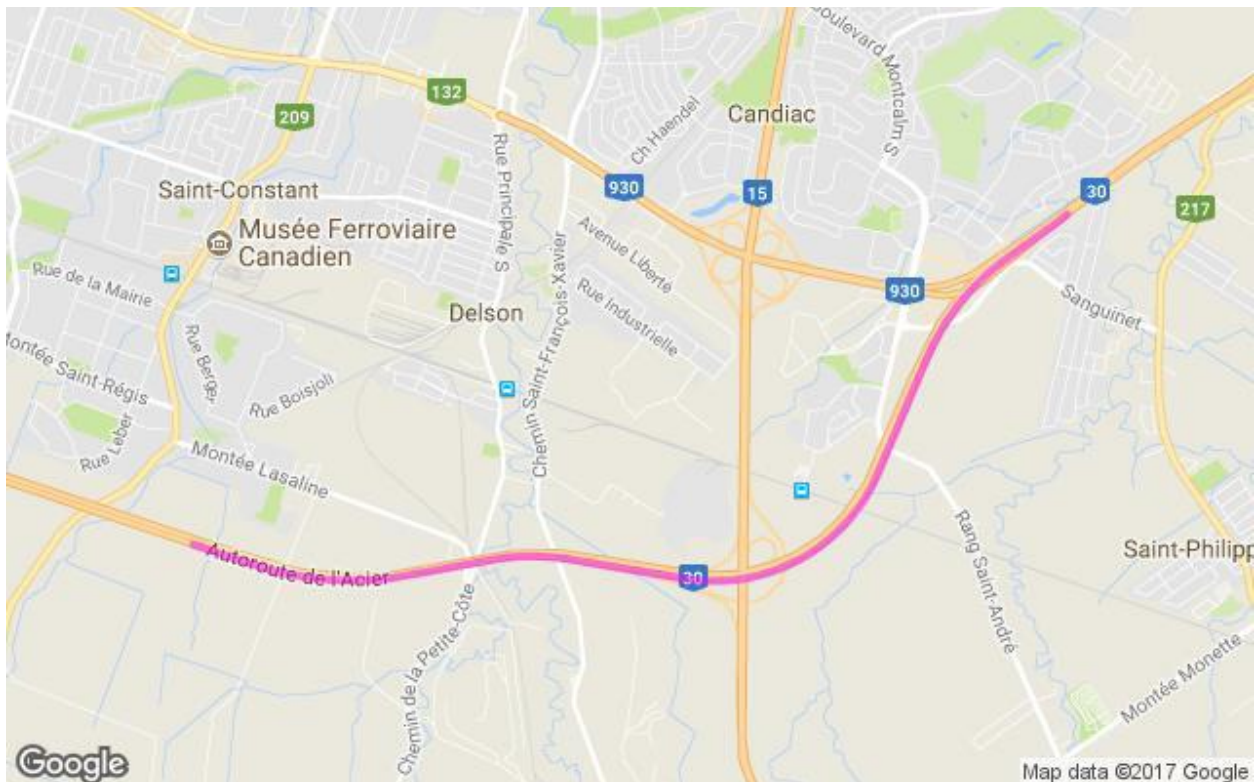 Boulevard Montcalm S
132
209
Candiac
Ch Haendel
Rue Principale S
30
Saint-Constant
930
15
217
Musée Ferroviaire
Canadien
Avenue Liberté
Chemin Saint-François-Xavier
Rue de la Mairie
Rue Industrielle
930
Sanguinet
Delson
Montée Saint-Régis
Rue Berger
Rue Boisjoli
Rue Leber
Montée Lasaline
Rang Saint-André
Saint-Philipp
Autoroute de l'Acier
30
Chemin de la Petite-Côte
Montée Monette
Google
Map data ©2017 Google